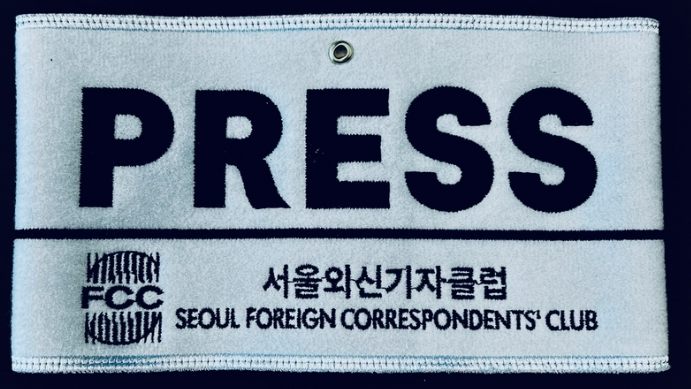 PRESS
FCC
서울외신기자클럽
SEOUL FOREIGN CORRESPONDENTS' CLUB